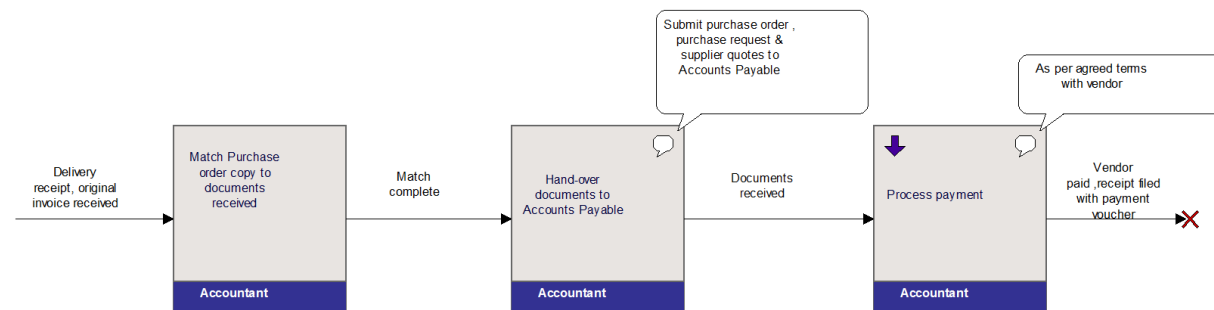 Submit purchase order ,
purchase request &
supplier quotes to
Accounts Payable
As per agreed terms
with vendor
Delivery
receipt, original
invoice received
Match Purchase
order copy to
documents
received
Match
complete
Hand-over
documents to
Accounts Payable
Documents
received
Process payment
Vendor
paid ,receipt filed
with payment
voucher
Accountant
Accountant
Accountant